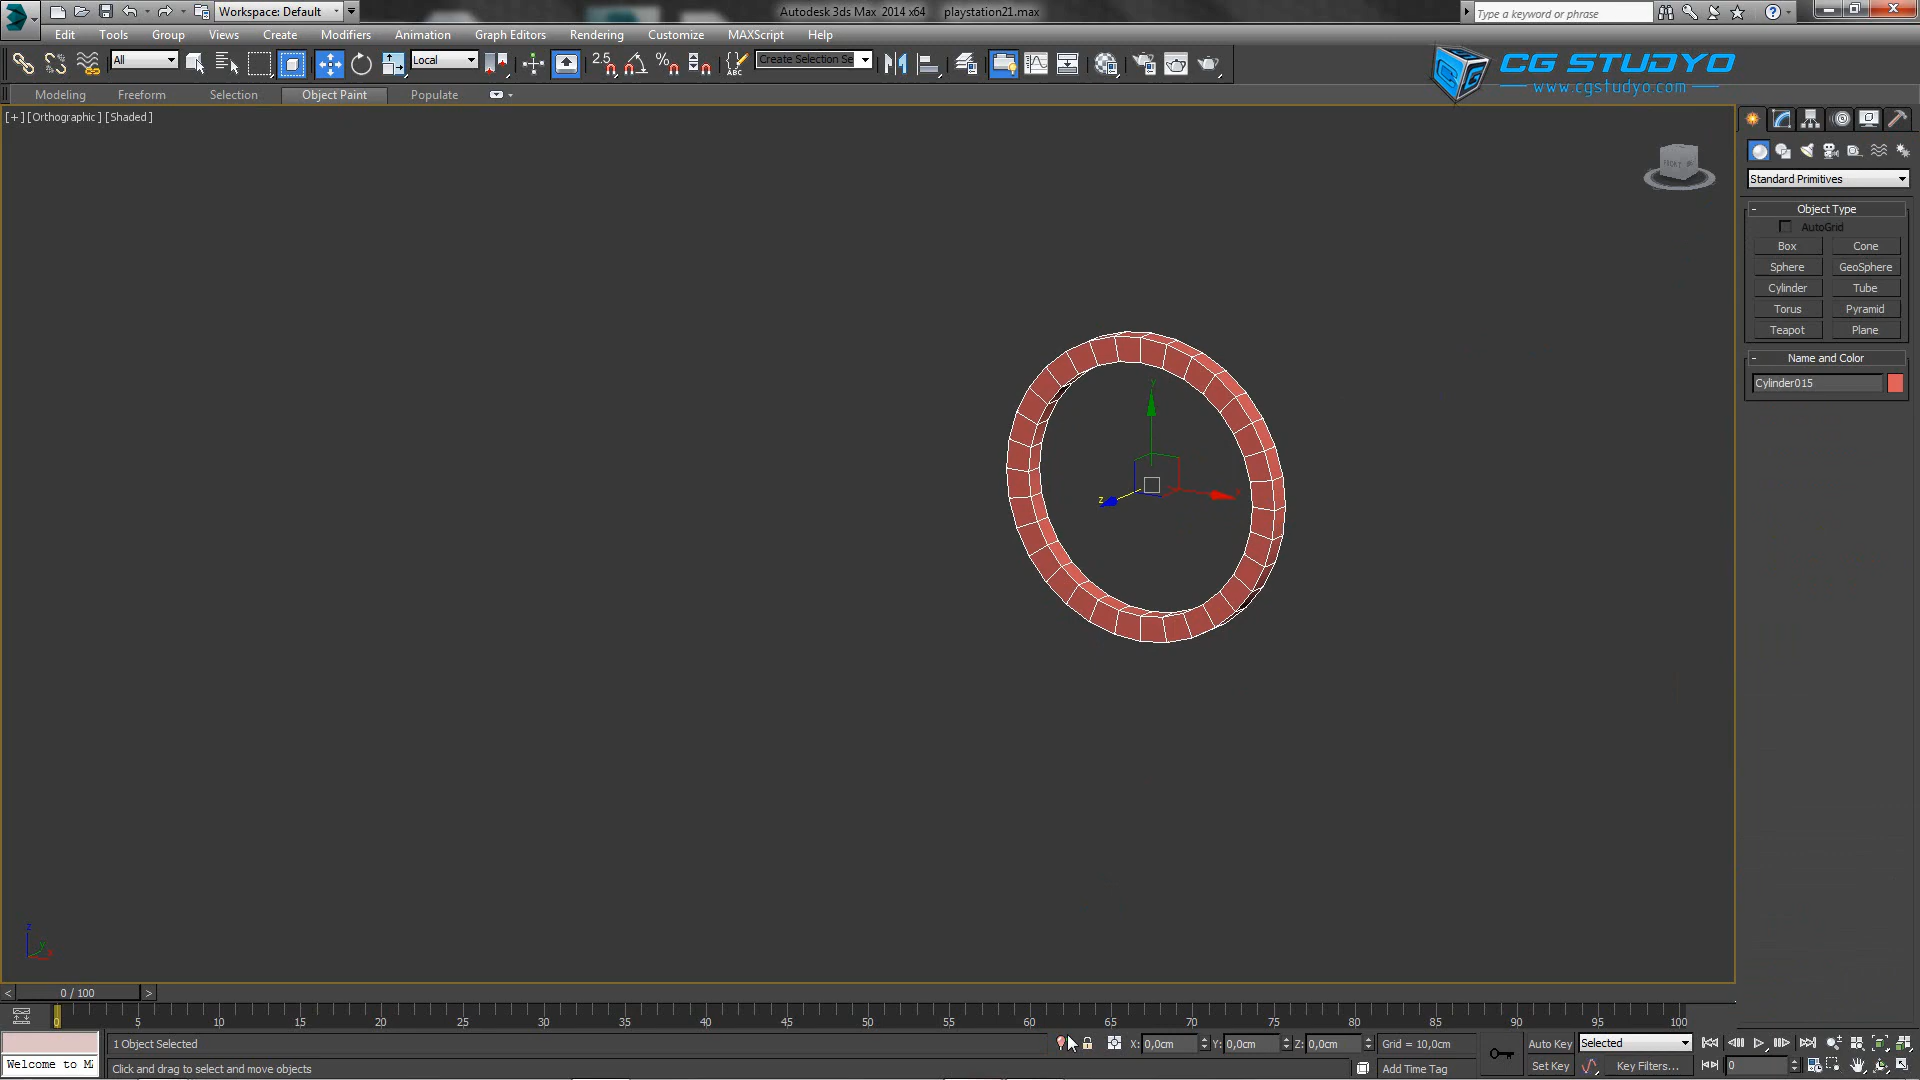 Workspace: Default
Autodesk 3ds Max 2014 x64 playstation21.max
Type a keyword or phrase
Edit Tools Group Views Create Modifiers Animation Graph Editors Rendering Customize MAXScript Help
All
Local
2.5
Create Selection Se
CG STUDYO
www.cgstudyo.com
Modeling Freeform Selection Object Paint Populate
[+] [Orthographic] [Shaded]
FRONT
Standard Primitives
Object Type
AutoGrid
Box Cone
Sphere GeoSphere
Cylinder Tube
Torus Pyramid
Teapot Plane
Name and Color
Cylinder015
y
z
x
z
y
x
< 0 / 100 >
0 5 10 15 20 25 30 35 40 45 50 55 60 65 70 75 80 85 90 95 100
1 Object Selected X: 0,0cm Y: 0,0cm Z: 0,0cm Grid = 10,0cm Auto Key Selected
Welcome to Mi Click and drag to select and move objects Add Time Tag Set Key Key Filters... 0